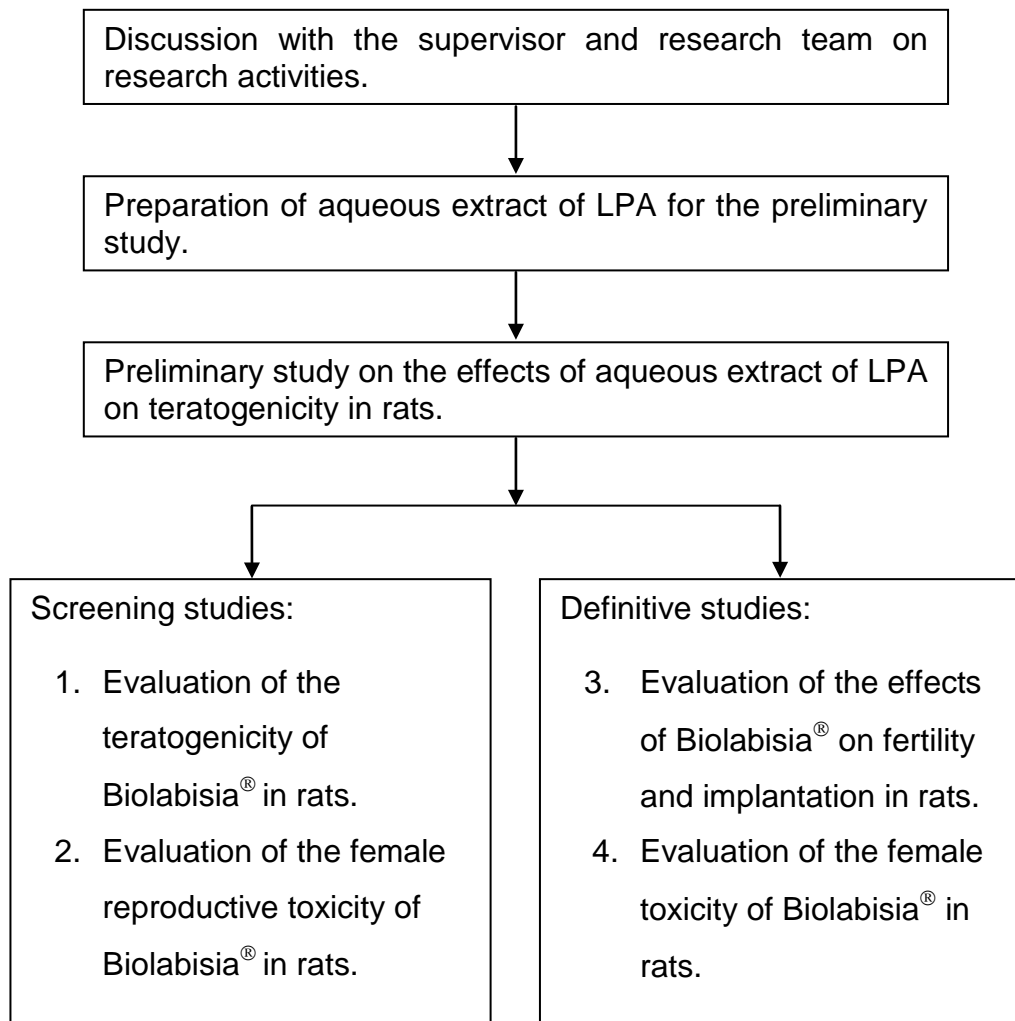 Discussion with the supervisor and research team on
research activities.
Preparation of aqueous extract of LPA for the preliminary
study.
Preliminary study on the effects of aqueous extract of LPA
on teratogenicity in rats.
Screening studies:
1. Evaluation of the
teratogenicity of
Biolabisia® in rats.
2. Evaluation of the female
reproductive toxicity of
Biolabisia® in rats.
Definitive studies:
3. Evaluation of the effects
of Biolabisia® on fertility
and implantation in rats.
4. Evaluation of the female
toxicity of Biolabisia® in
rats.